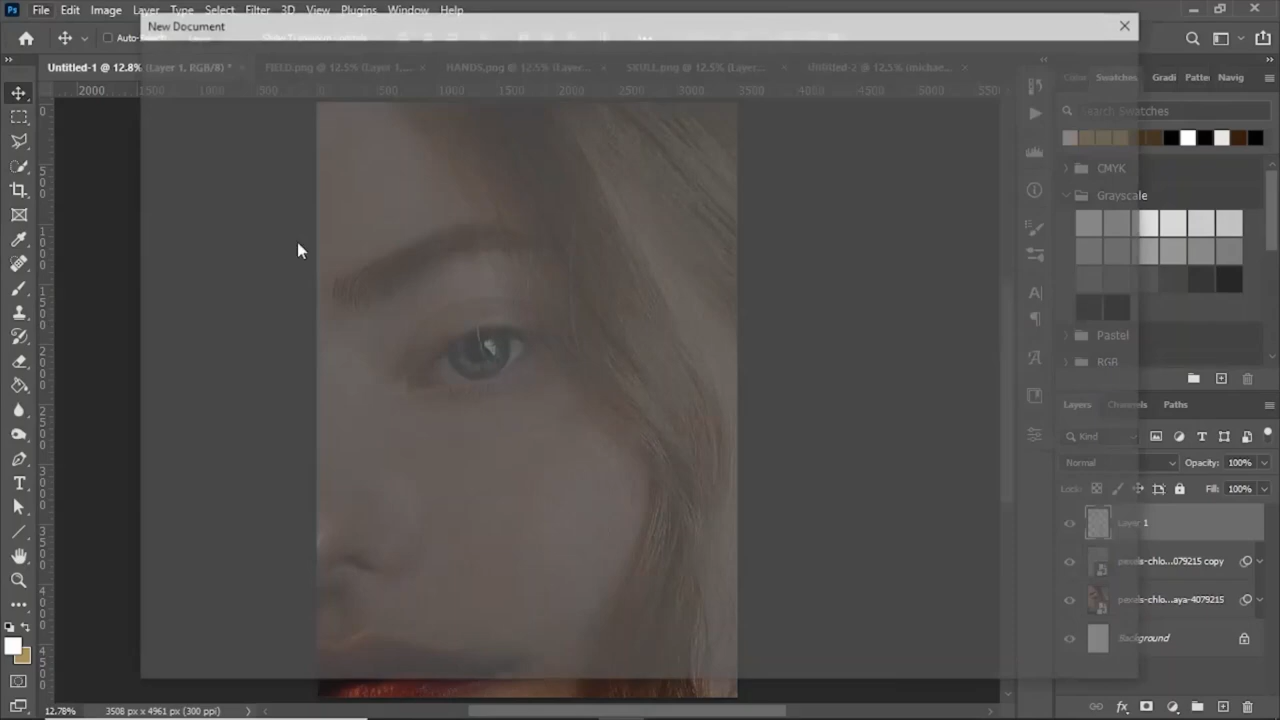 Ps File Edit Image Layer Type Select Filter 3D View Plugins Window Help
New Document
Untitled-1 @ 12.8% (Layer 1, RGB/8) * FIELD.png @ 12.5% (Layer 1, ... HANDS.png @ 12.5% (Layer... SKULL.png @ 12.5% (Layer... Untitled-2 @ 12.5% (michae...
2000 1500 1000 500 0 500 1000 1500 2000 2500 3000 3500 4000 4500 5000 5500
Swatches Gradi Patte Navig
Search Swatches
CMYK
Grayscale
Pastel
RGB
Layers Channels Paths
Kind
Normal Opacity: 100%
Lock: Fill: 100%
Layer 1
pexels-chlo...079215 copy
pexels-chlo...aya-4079215
Background
12.78% 3508 px x 4961 px (300 ppi)